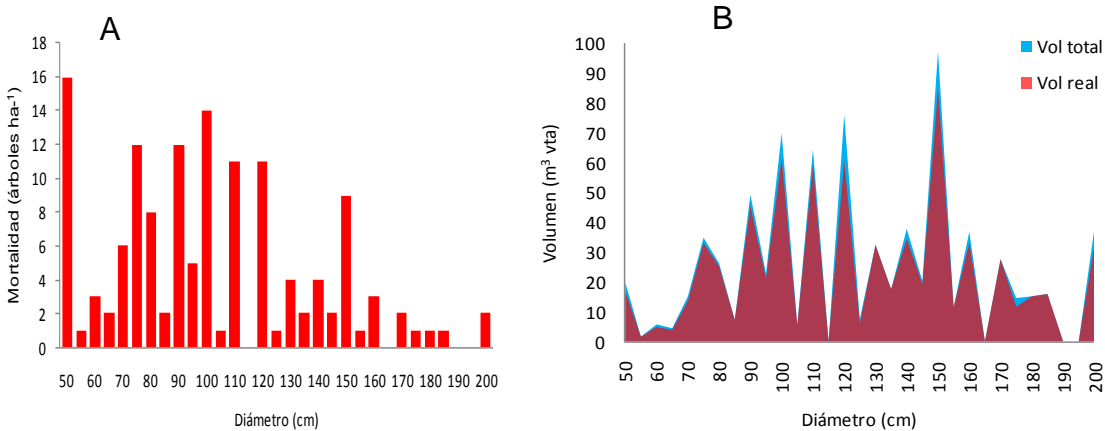 A
Mortalidad (árboles ha-1)
18
16
14
12
10
8
6
4
2
0
50 60 70 80 90 100 110 120 130 140 150 160 170 180 190 200
Diámetro (cm)
B
Vol total
Vol real
Volumen (m³ vta)
100
90
80
70
60
50
40
30
20
10
0
50 60 70 80 90 100 110 120 130 140 150 160 170 180 190 200
Diámetro (cm)